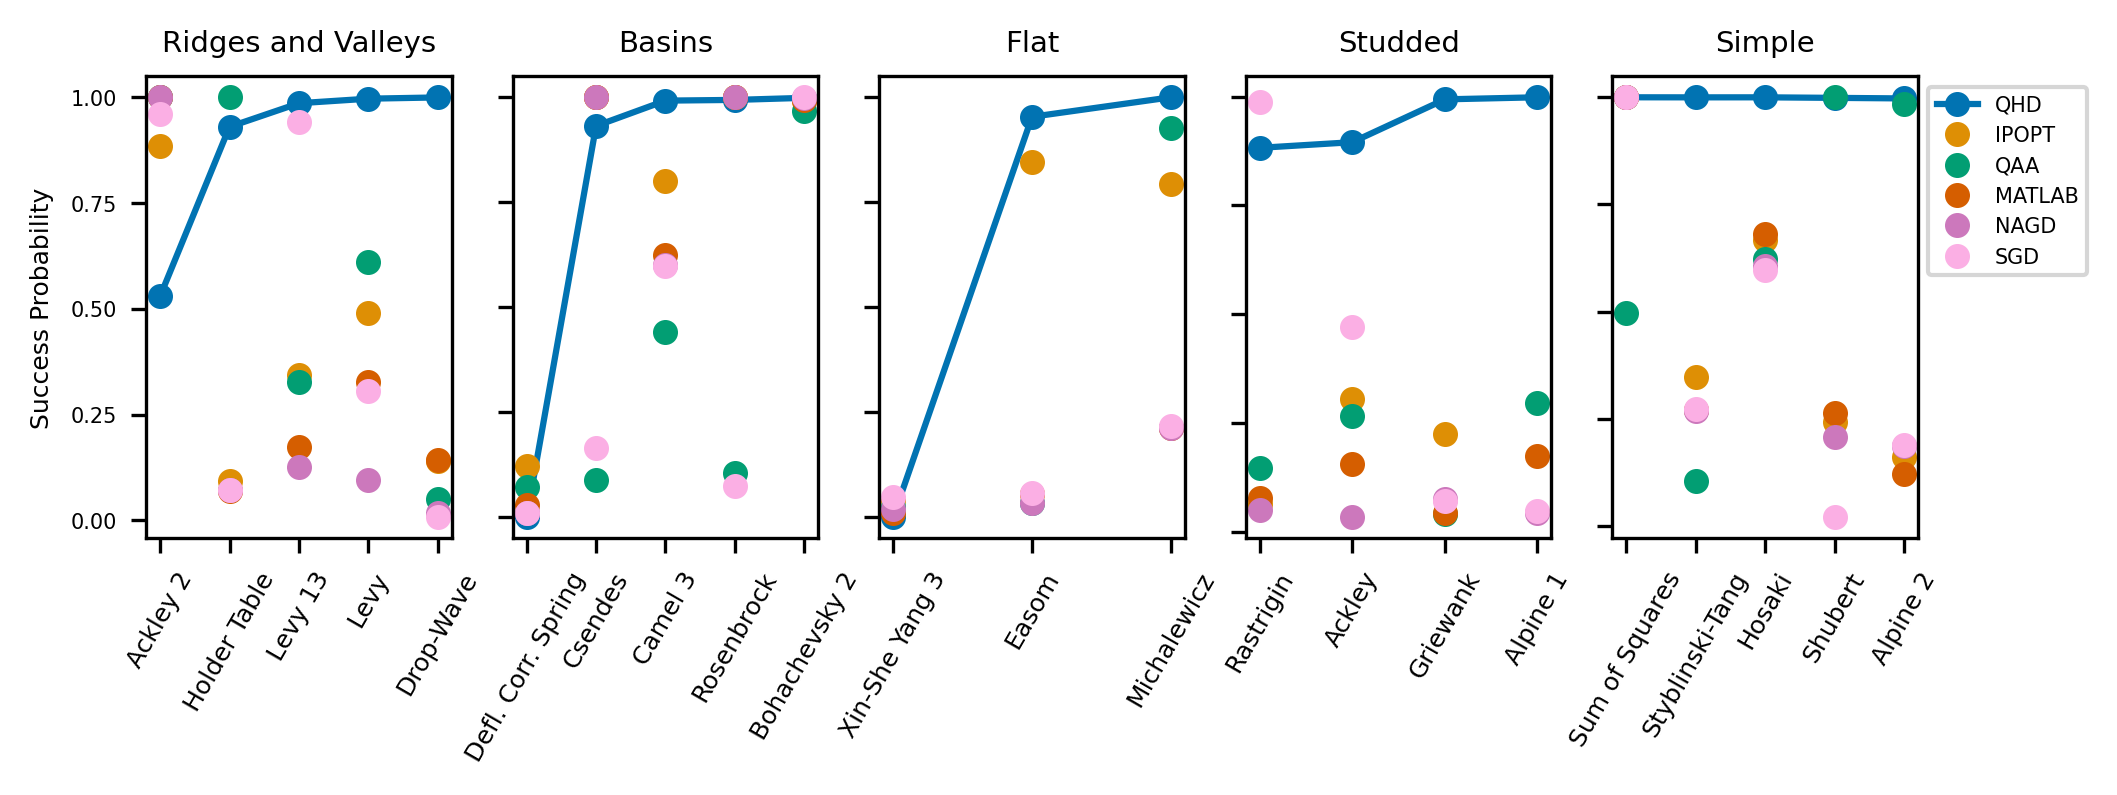 Ridges and Valleys
Basins
Flat
Studded
Simple
Success Probability
1.00
0.75
0.50
0.25
0.00
QHD
IPOPT
QAA
MATLAB
NAGD
SGD
Ackley 2
Holder Table
Levy 13
Levy
Drop-Wave
Defl. Corr. Spring
Csendes
Camel 3
Rosenbrock
Bohachevsky 2
Xin-She Yang 3
Easom
Michalewicz
Rastrigin
Ackley
Griewank
Alpine 1
Sum of Squares
Styblinski-Tang
Hosaki
Shubert
Alpine 2